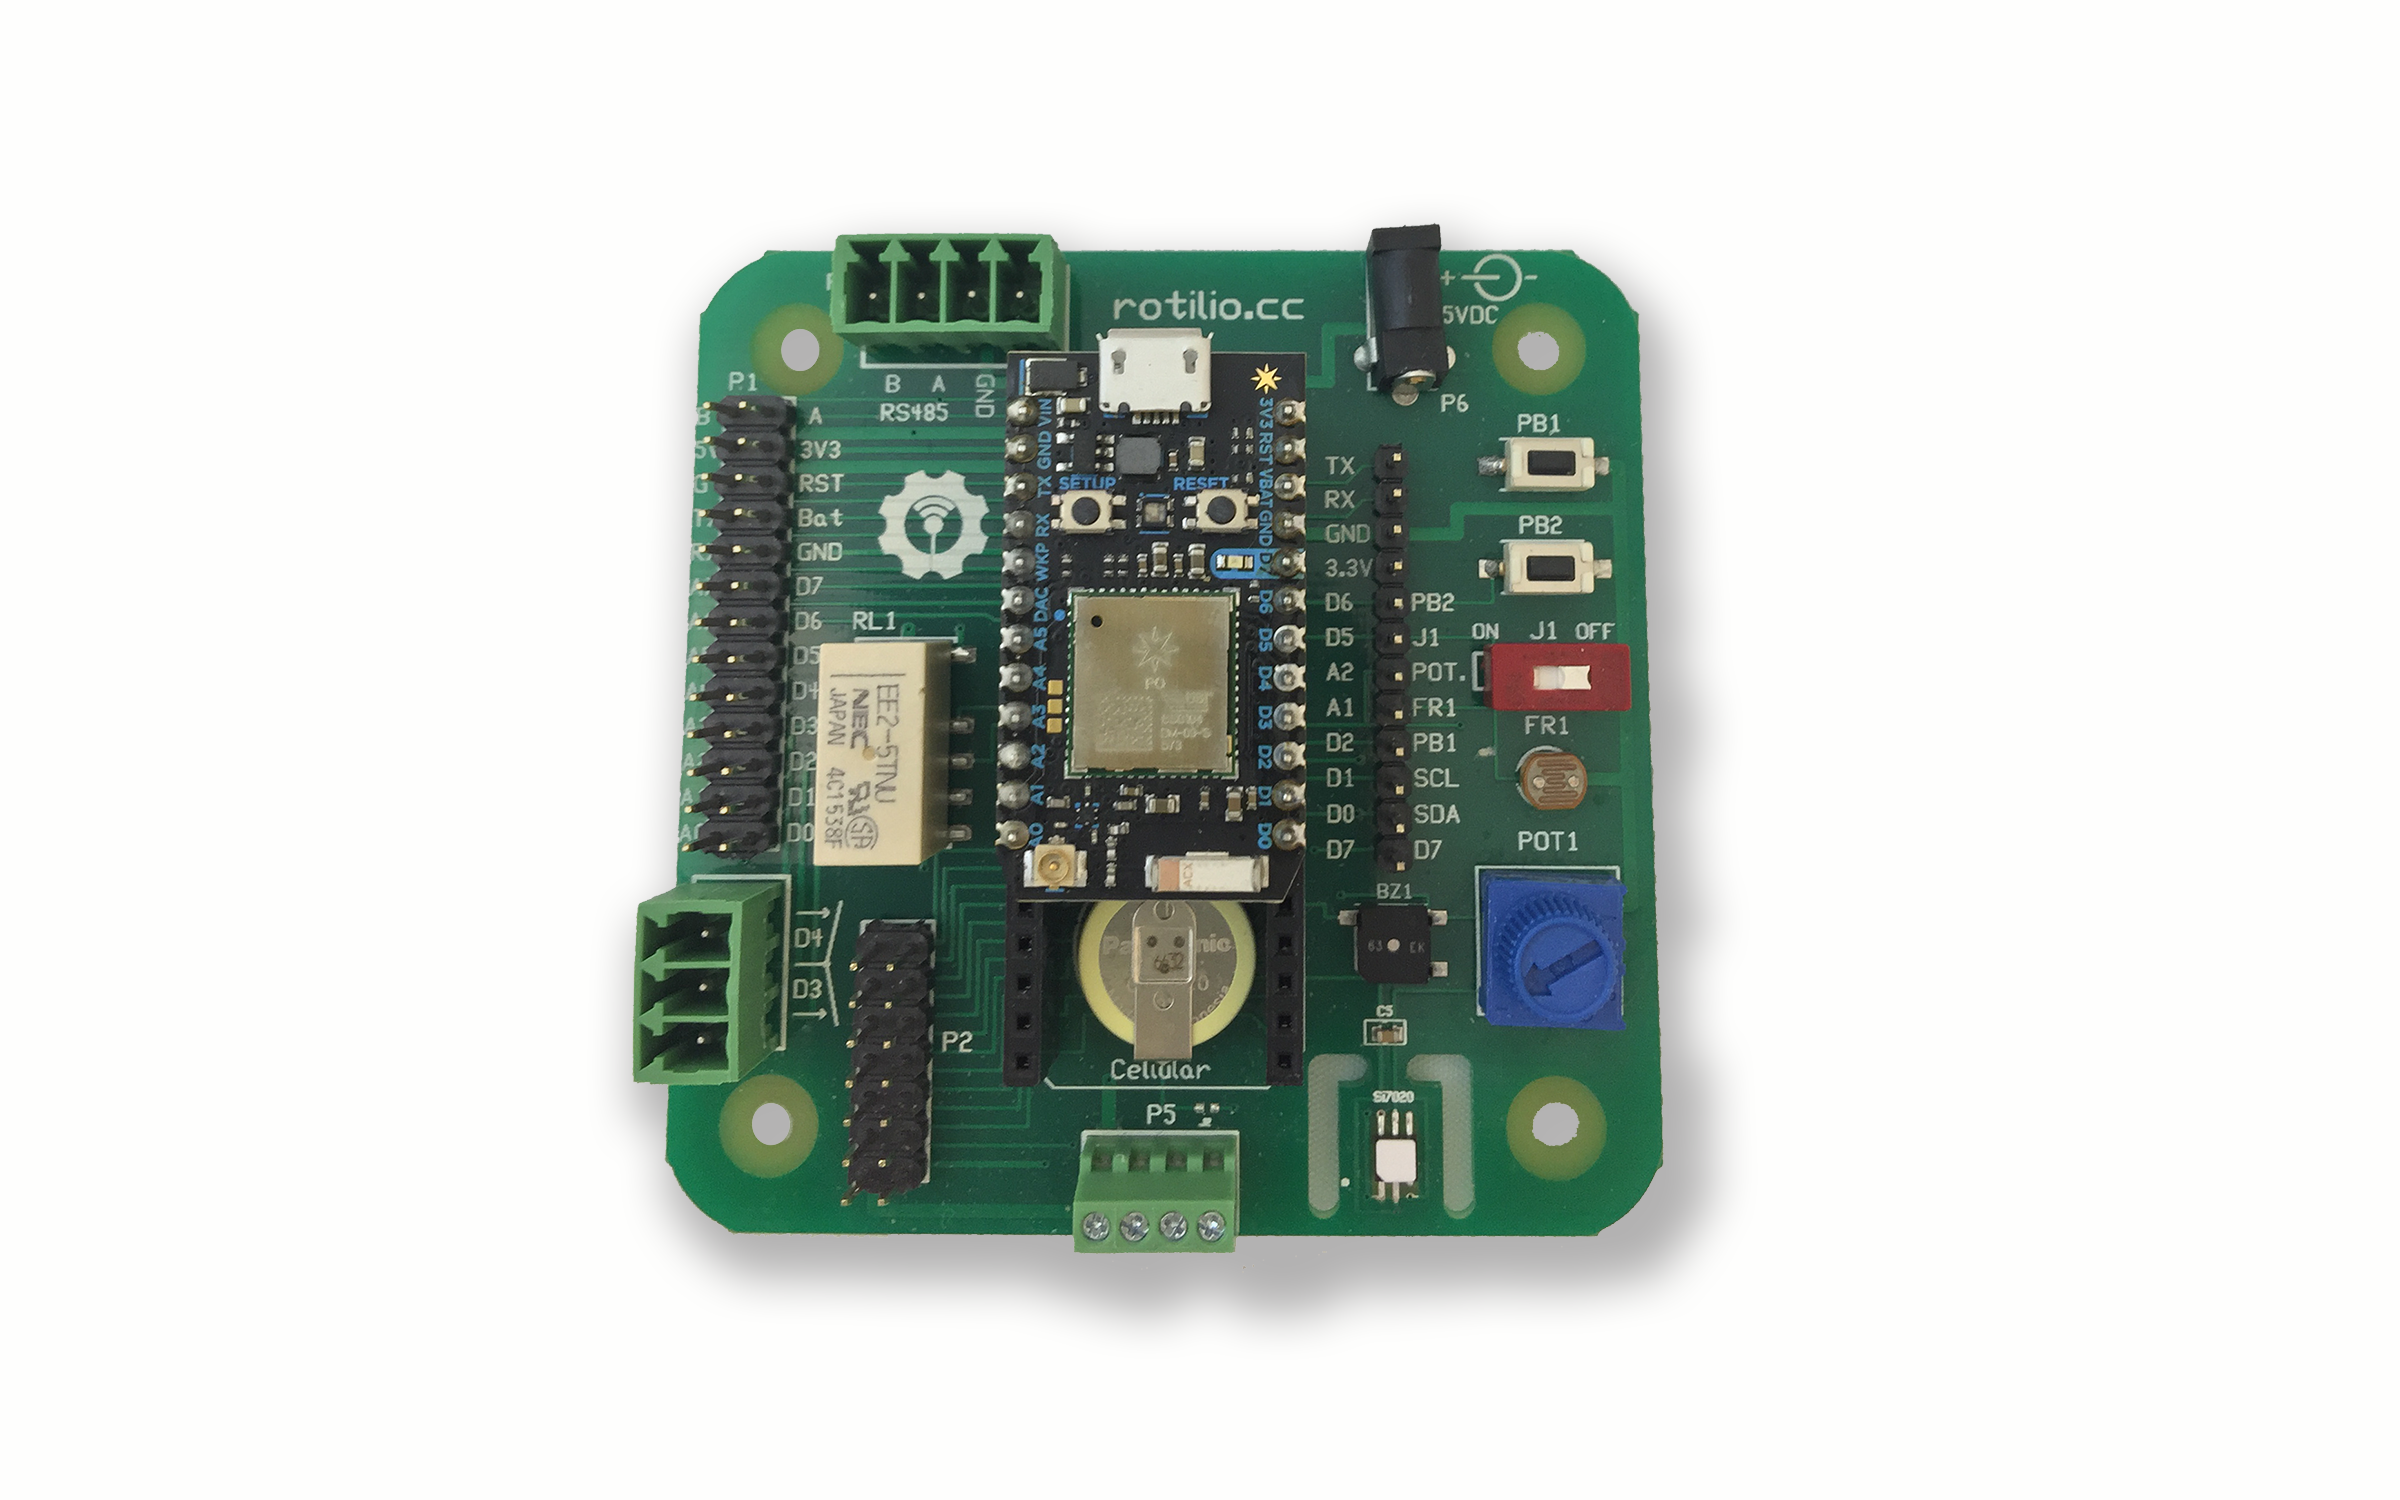 rotilio.cc
+ -
5VDC
P6
B A GND
RS485
P1
A
3V3
RST
Bat
GND
D7
D6
D5
D4
D3
D2
D1
D0
RL1
EE2-5TNU
NEC
JAPAN 4C1538F
VIN
GND
TX
RX
WKP
DAC
A5
A4
A3
A2
A1
A0
SETUP
RESET
3V3
RST
VBAT
GND
D7
D6
D5
D4
D3
D2
D1
D0
P0
ACX
TX
RX
GND
3.3V
D6 PB2
D5 J1
A2 POT.
A1 FR1
D2 PB1
D1 SCL
D0 SDA
D7 D7
PB1
PB2
ON J1 OFF
FR1
POT1
BZ1
63 EK
C5
Si7020
D4
D3
P2
Cellular
P5